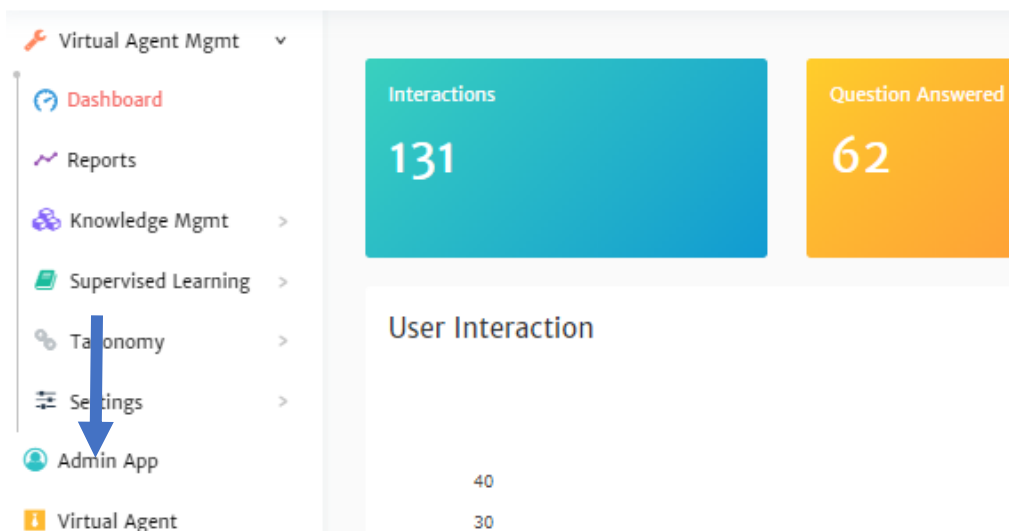 Virtual Agent Mgmt
Dashboard
Reports
Knowledge Mgmt
Supervised Learning
Taxonomy
Settings
Admin App
Virtual Agent
Interactions
131
Question Answered
62
User Interaction
40
30